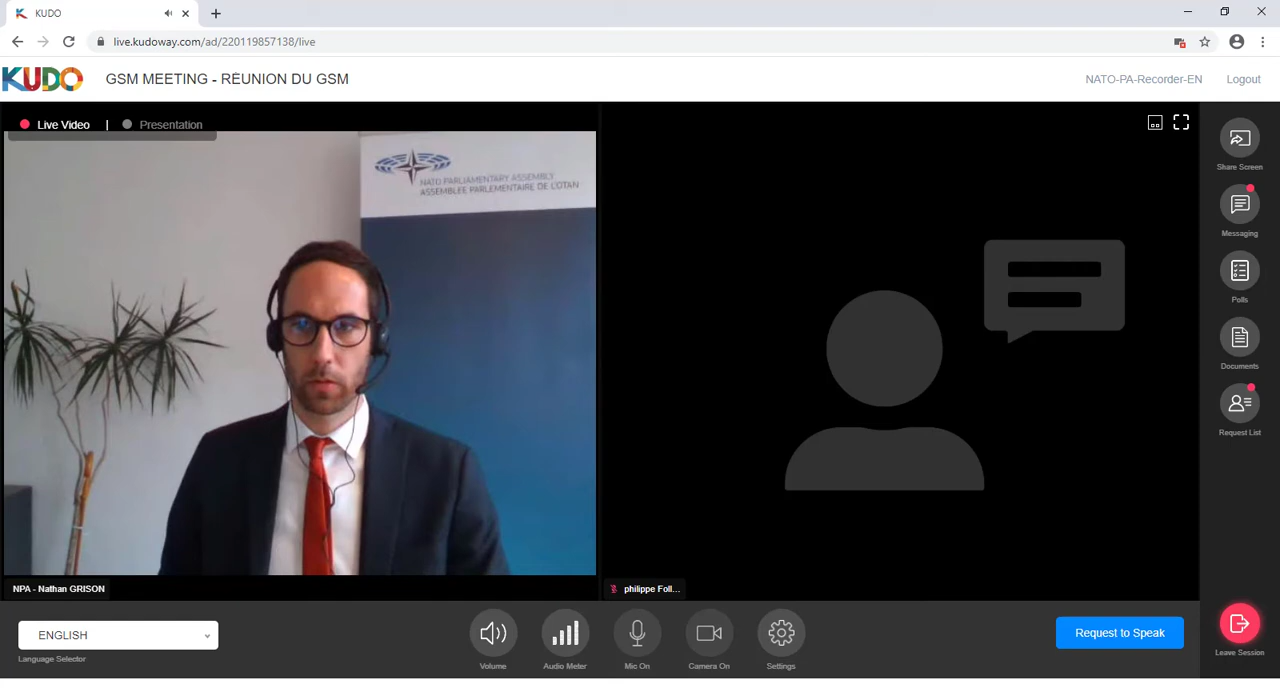 KUDO
live.kudoway.com/ad/220119857138/live
KUDO
GSM MEETING - RÉUNION DU GSM
NATO-PA-Recorder-EN
Logout
Live Video | Presentation
NATO PARLIAMENTARY ASSEMBLY
ASSEMBLÉE PARLEMENTAIRE DE L'OTAN
Share Screen
Messaging
Polls
Documents
Request List
NPA - Nathan GRISON
philippe Foll...
ENGLISH
Language Selector
Volume
Audio Meter
Mic On
Camera On
Settings
Request to Speak
Leave Session